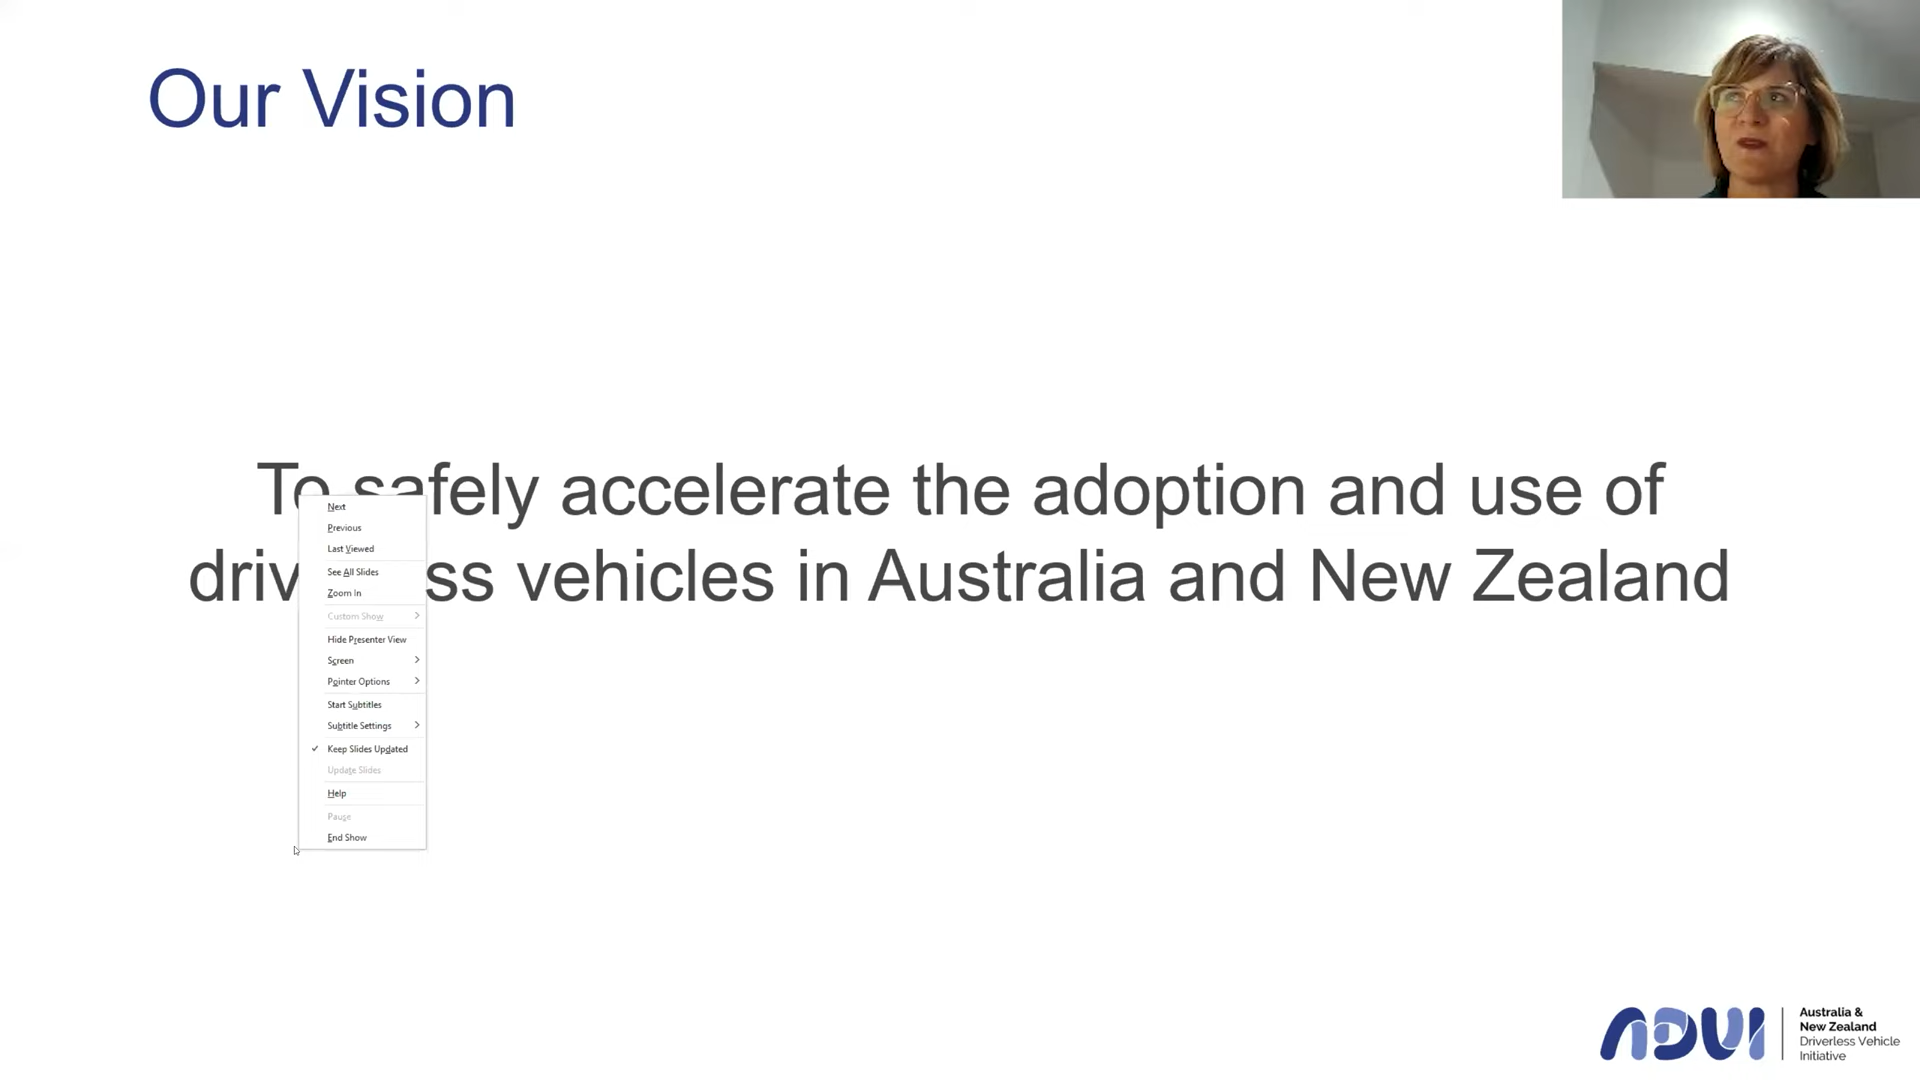 Our Vision
To safely accelerate the adoption and use of
driv ss vehicles in Australia and New Zealand
Next
Previous
Last Viewed
See All Slides
Zoom In
Custom Show
Hide Presenter View
Screen
Pointer Options
Start Subtitles
Subtitle Settings
Keep Slides Updated
Update Slides
Help
Pause
End Show
ADVI
Australia &
New Zealand
Driverless Vehicle
Initiative